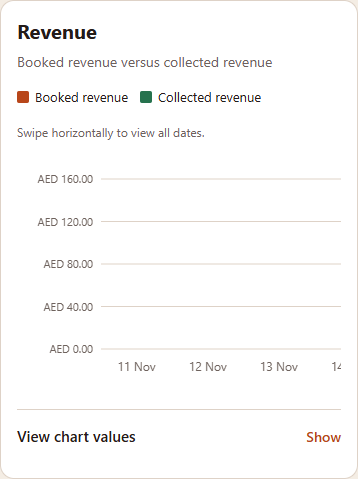 Revenue
Booked revenue versus collected revenue
Booked revenue Collected revenue
Swipe horizontally to view all dates.
AED 160.00
AED 120.00
AED 80.00
AED 40.00
AED 0.00
11 Nov 12 Nov 13 Nov
View chart values Show